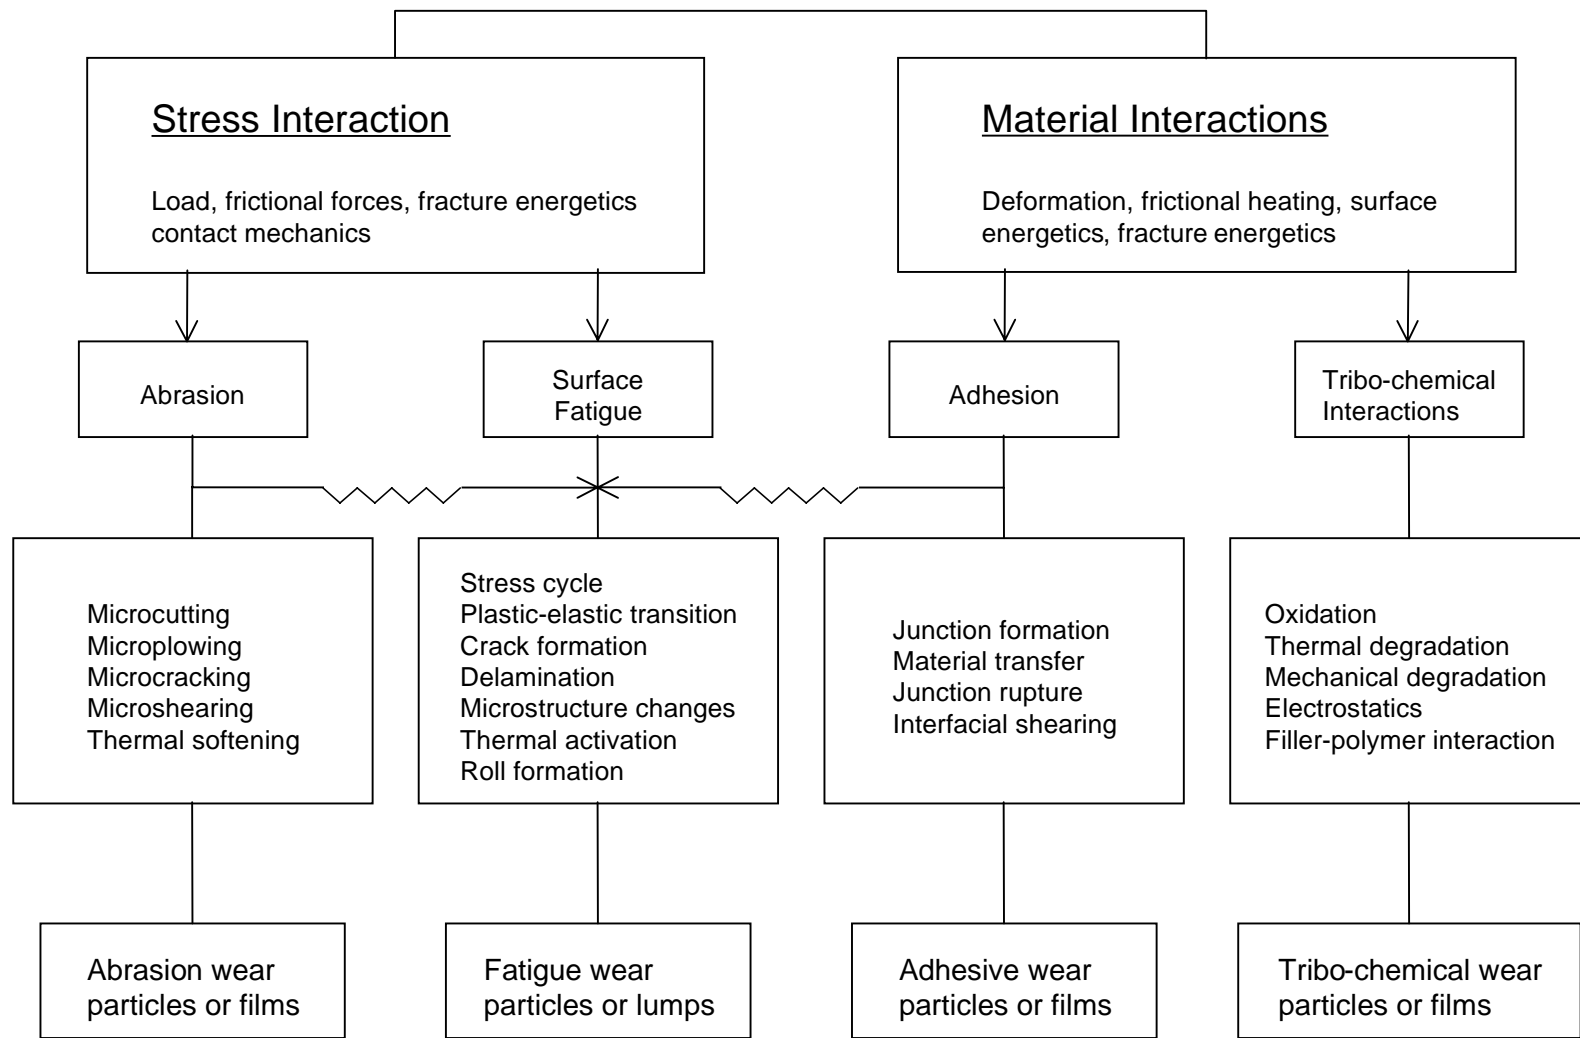 Stress Interaction
Load, frictional forces, fracture energetics
contact mechanics
Material Interactions
Deformation, frictional heating, surface
energetics, fracture energetics
Abrasion
Surface
Fatigue
Adhesion
Tribo-chemical
Interactions
Microcutting
Microplowing
Microcracking
Microshearing
Thermal softening
Stress cycle
Plastic-elastic transition
Crack formation
Delamination
Microstructure changes
Thermal activation
Roll formation
Junction formation
Material transfer
Junction rupture
Interfacial shearing
Oxidation
Thermal degradation
Mechanical degradation
Electrostatics
Filler-polymer interaction
Abrasion wear
particles or films
Fatigue wear
particles or lumps
Adhesive wear
particles or films
Tribo-chemical wear
particles or films